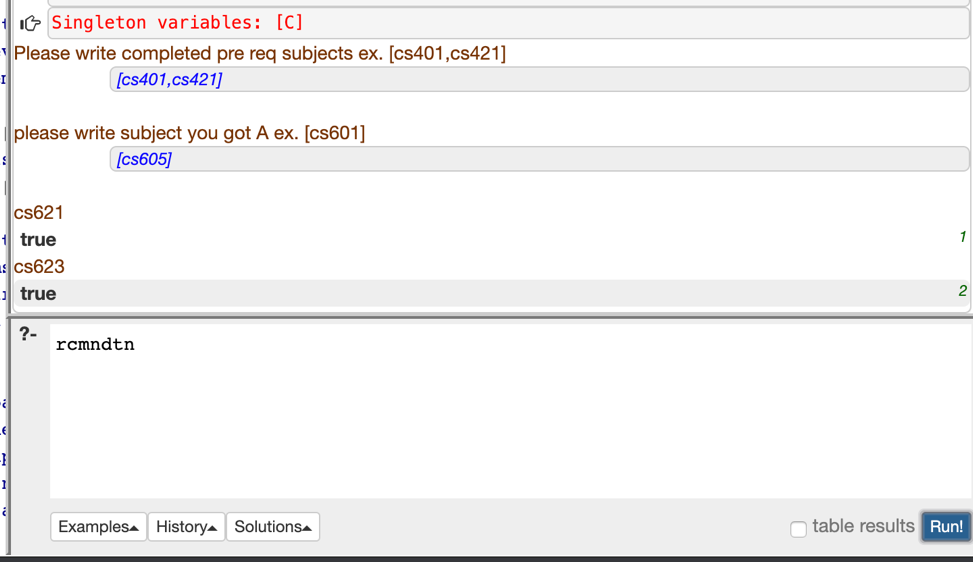 Singleton variables: [C]
Please write completed pre req subjects ex. [cs401,cs421]
[cs401,cs421]
please write subject you got A ex. [cs601]
[cs605]
cs621
true 1
cs623
true 2
?- rcmndtn
Examples History Solutions table results Run!